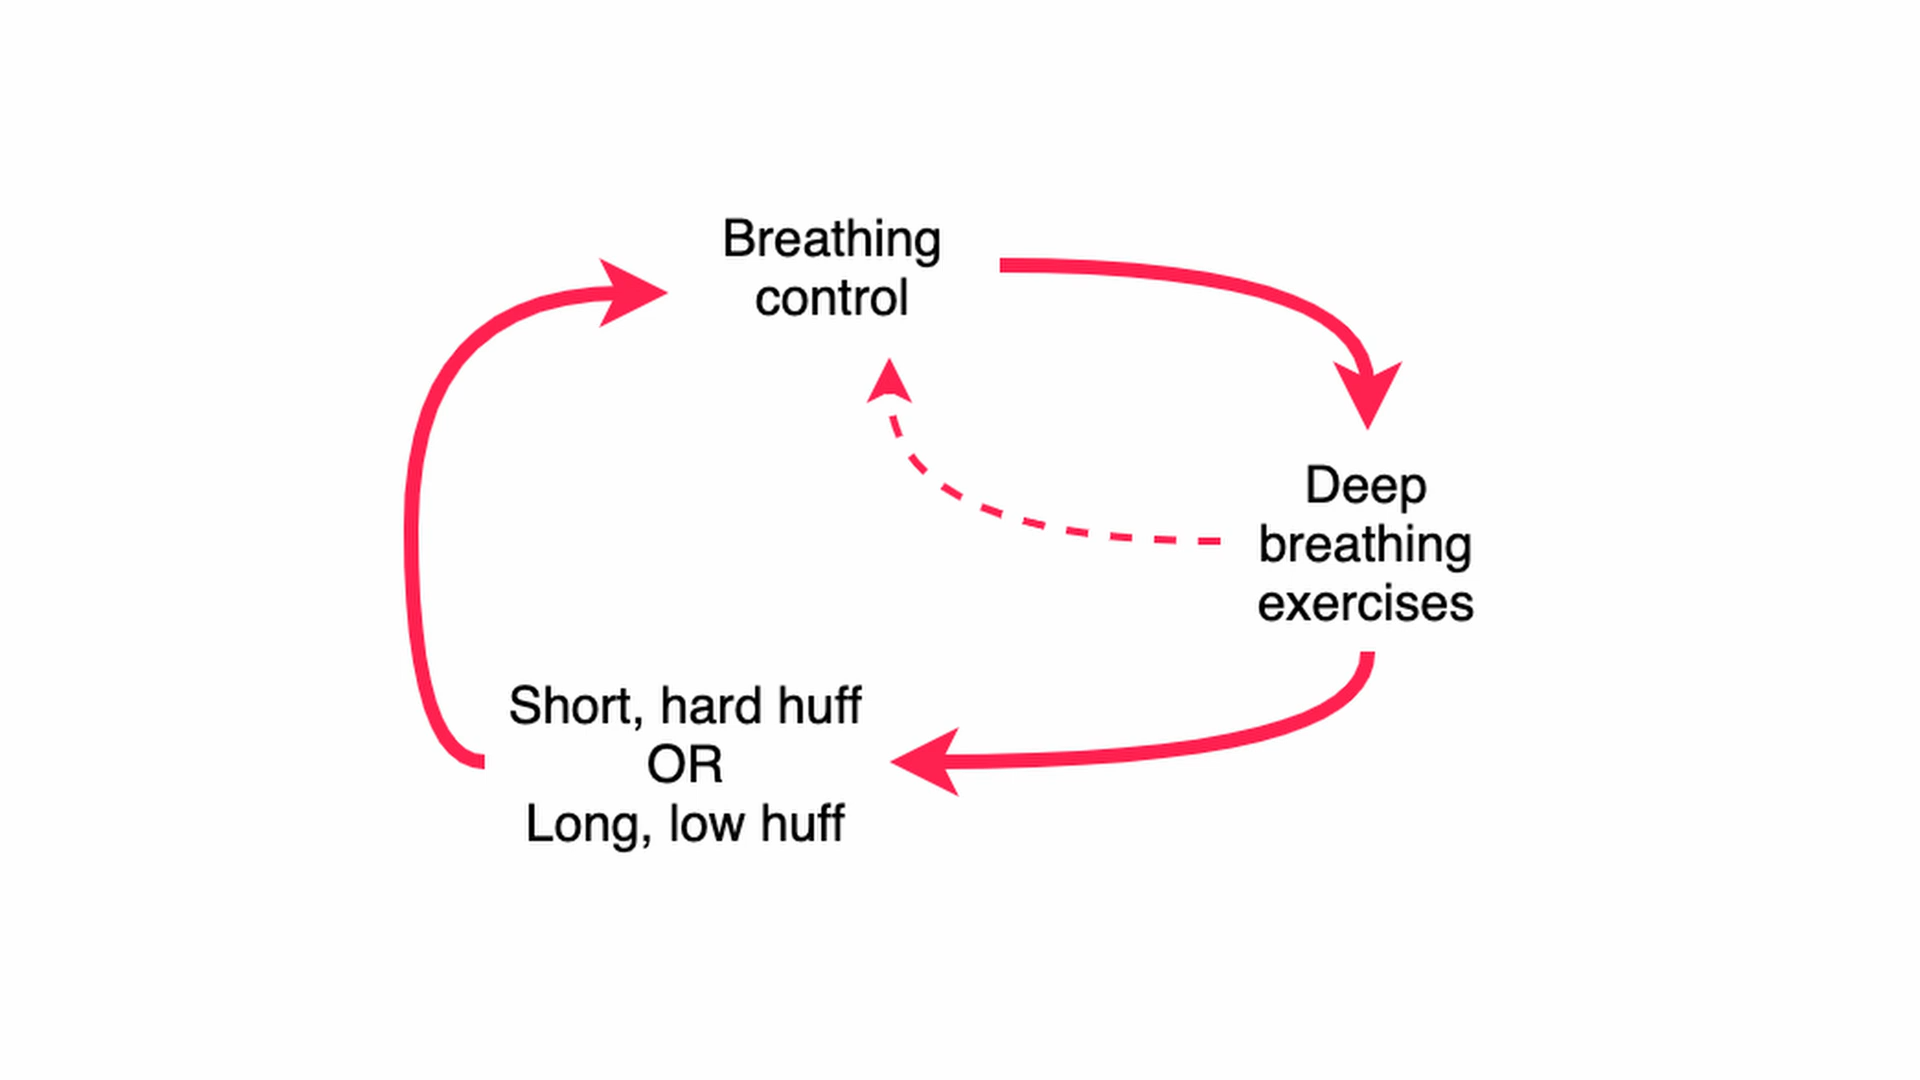 Breathing
control
Deep
breathing
exercises
Short, hard huff
OR
Long, low huff